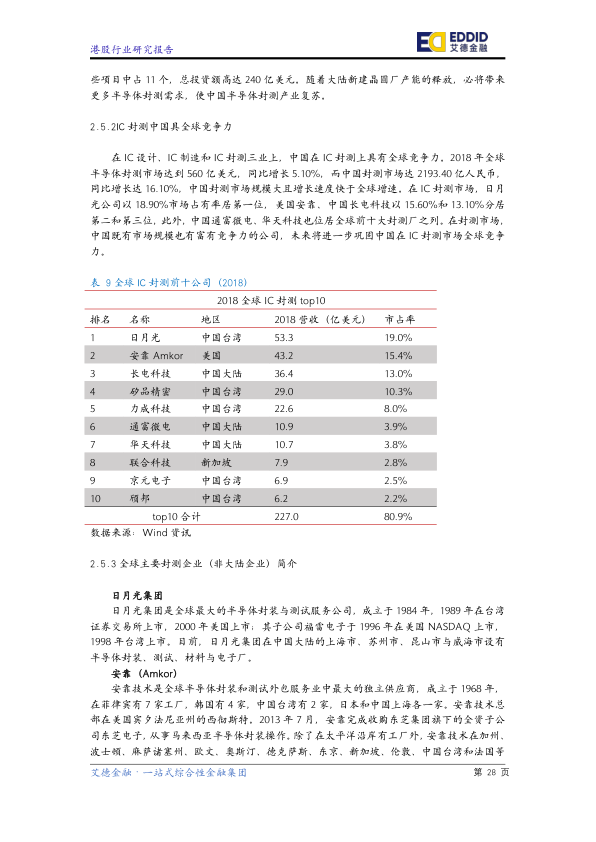 港股行业研究报告
EDDID
艾德金融
些项目中占 11 个，总投资额高达 240 亿美元。随着大陆新建晶圆厂产能的释放，必将带来
更多半导体封测需求，使中国半导体封测产业复苏。
2.5.2IC 封测中国具全球竞争力
在 IC 设计、IC 制造和 IC 封测三业上，中国在 IC 封测上具有全球竞争力。2018 年全球
半导体封测市场达到 560 亿美元，同比增长 5.10%，而中国封测市场达 2193.40 亿人民币，
同比增长达 16.10%，中国封测市场规模大且增长速度快于全球增速。在 IC 封测市场，日月
光公司以 18.90%市场占有率居第一位，美国安靠、中国长电科技以 15.60%和 13.10%分居
第二和第三位，此外，中国通富微电、华天科技也位居全球前十大封测厂之列。在封测市场，
中国既有市场规模也有富有竞争力的公司，未来将进一步巩固中国在 IC 封测市场全球竞争
力。
表 9 全球 IC 封测前十公司（2018）
2018 全球 IC 封测 top10
排名 名称 地区 2018 营收（亿美元） 市占率
1 日月光 中国台湾 53.3 19.0%
2 安靠 Amkor 美国 43.2 15.4%
3 长电科技 中国大陆 36.4 13.0%
4 矽品精密 中国台湾 29.0 10.3%
5 力成科技 中国台湾 22.6 8.0%
6 通富微电 中国大陆 10.9 3.9%
7 华天科技 中国大陆 10.7 3.8%
8 联合科技 新加坡 7.9 2.8%
9 京元电子 中国台湾 6.9 2.5%
10 颀邦 中国台湾 6.2 2.2%
top10 合计 227.0 80.9%
数据来源：Wind 资讯
2.5.3 全球主要封测企业（非大陆企业）简介
日月光集团
日月光集团是全球最大的半导体封装与测试服务公司，成立于 1984 年，1989 年在台湾
证券交易所上市，2000 年美国上市；其子公司福雷电子于 1996 年在美国 NASDAQ 上市，
1998 年台湾上市。目前，日月光集团在中国大陆的上海市、苏州市、昆山市与威海市设有
半导体封装、测试、材料与电子厂。
安靠（Amkor）
安靠技术是全球半导体封装和测试外包服务业中最大的独立供应商，成立于 1968 年，
在菲律宾有 7 家工厂，韩国有 4 家，中国台湾有 2 家，日本和中国上海各一家。安靠技术总
部在美国宾夕法尼亚州的西彻斯特。2013 年 7 月，安靠完成收购东芝集团旗下的全资子公
司东芝电子，从事马来西亚半导体封装操作。除了在太平洋沿岸有工厂外，安靠技术在加州、
波士顿、麻萨诸塞州、欧文、奥斯汀、德克萨斯、东京、新加坡、伦敦、中国台湾和法国等
艾德金融·一站式综合性金融集团
第 28 页